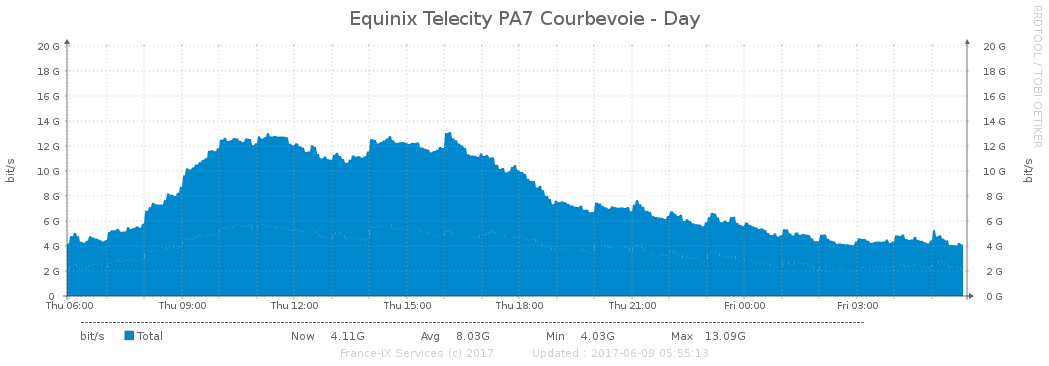 Equinix Telecity PA7 Courbevoie - Day
RRDTOOL / TOBI OETIKER
20 G 20 G
18 G 18 G
16 G 16 G
14 G 14 G
12 G 12 G
10 G 10 G
8 G 8 G
6 G 6 G
4 G 4 G
2 G 2 G
0 0 G
bit/s
bit/s
Thu 06:00 Thu 09:00 Thu 12:00 Thu 15:00 Thu 18:00 Thu 21:00 Fri 00:00 Fri 03:00
bit/s Total Now 4.11G Avg 8.03G Min 4.03G Max 13.09G
France-IX Services (c) 2017 Updated : 2017-06-09 05:55:13